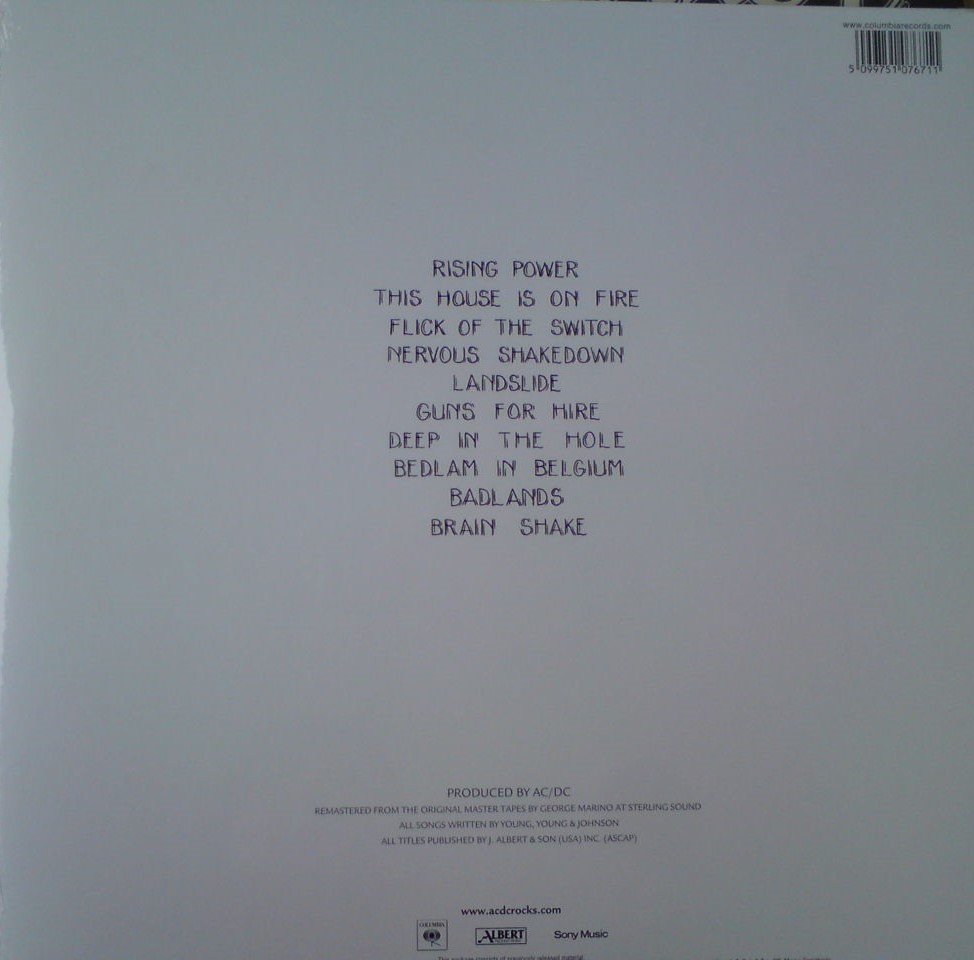 www.columbiarecords.com
5 099751 076711
RISING POWER
THIS HOUSE IS ON FIRE
FLICK OF THE SWITCH
NERVOUS SHAKEDOWN
LANDSLIDE
GUNS FOR HIRE
DEEP IN THE HOLE
BEDLAM IN BELGIUM
BADLANDS
BRAIN SHAKE
PRODUCED BY AC/DC
REMASTERED FROM THE ORIGINAL MASTER TAPES BY GEORGE MARINO AT STERLING SOUND
ALL SONGS WRITTEN BY YOUNG, YOUNG & JOHNSON
ALL TITLES PUBLISHED BY J. ALBERT & SON (USA) INC. (ASCAP)
www.acdcrocks.com
COLUMBIA
ALBERT
Sony Music